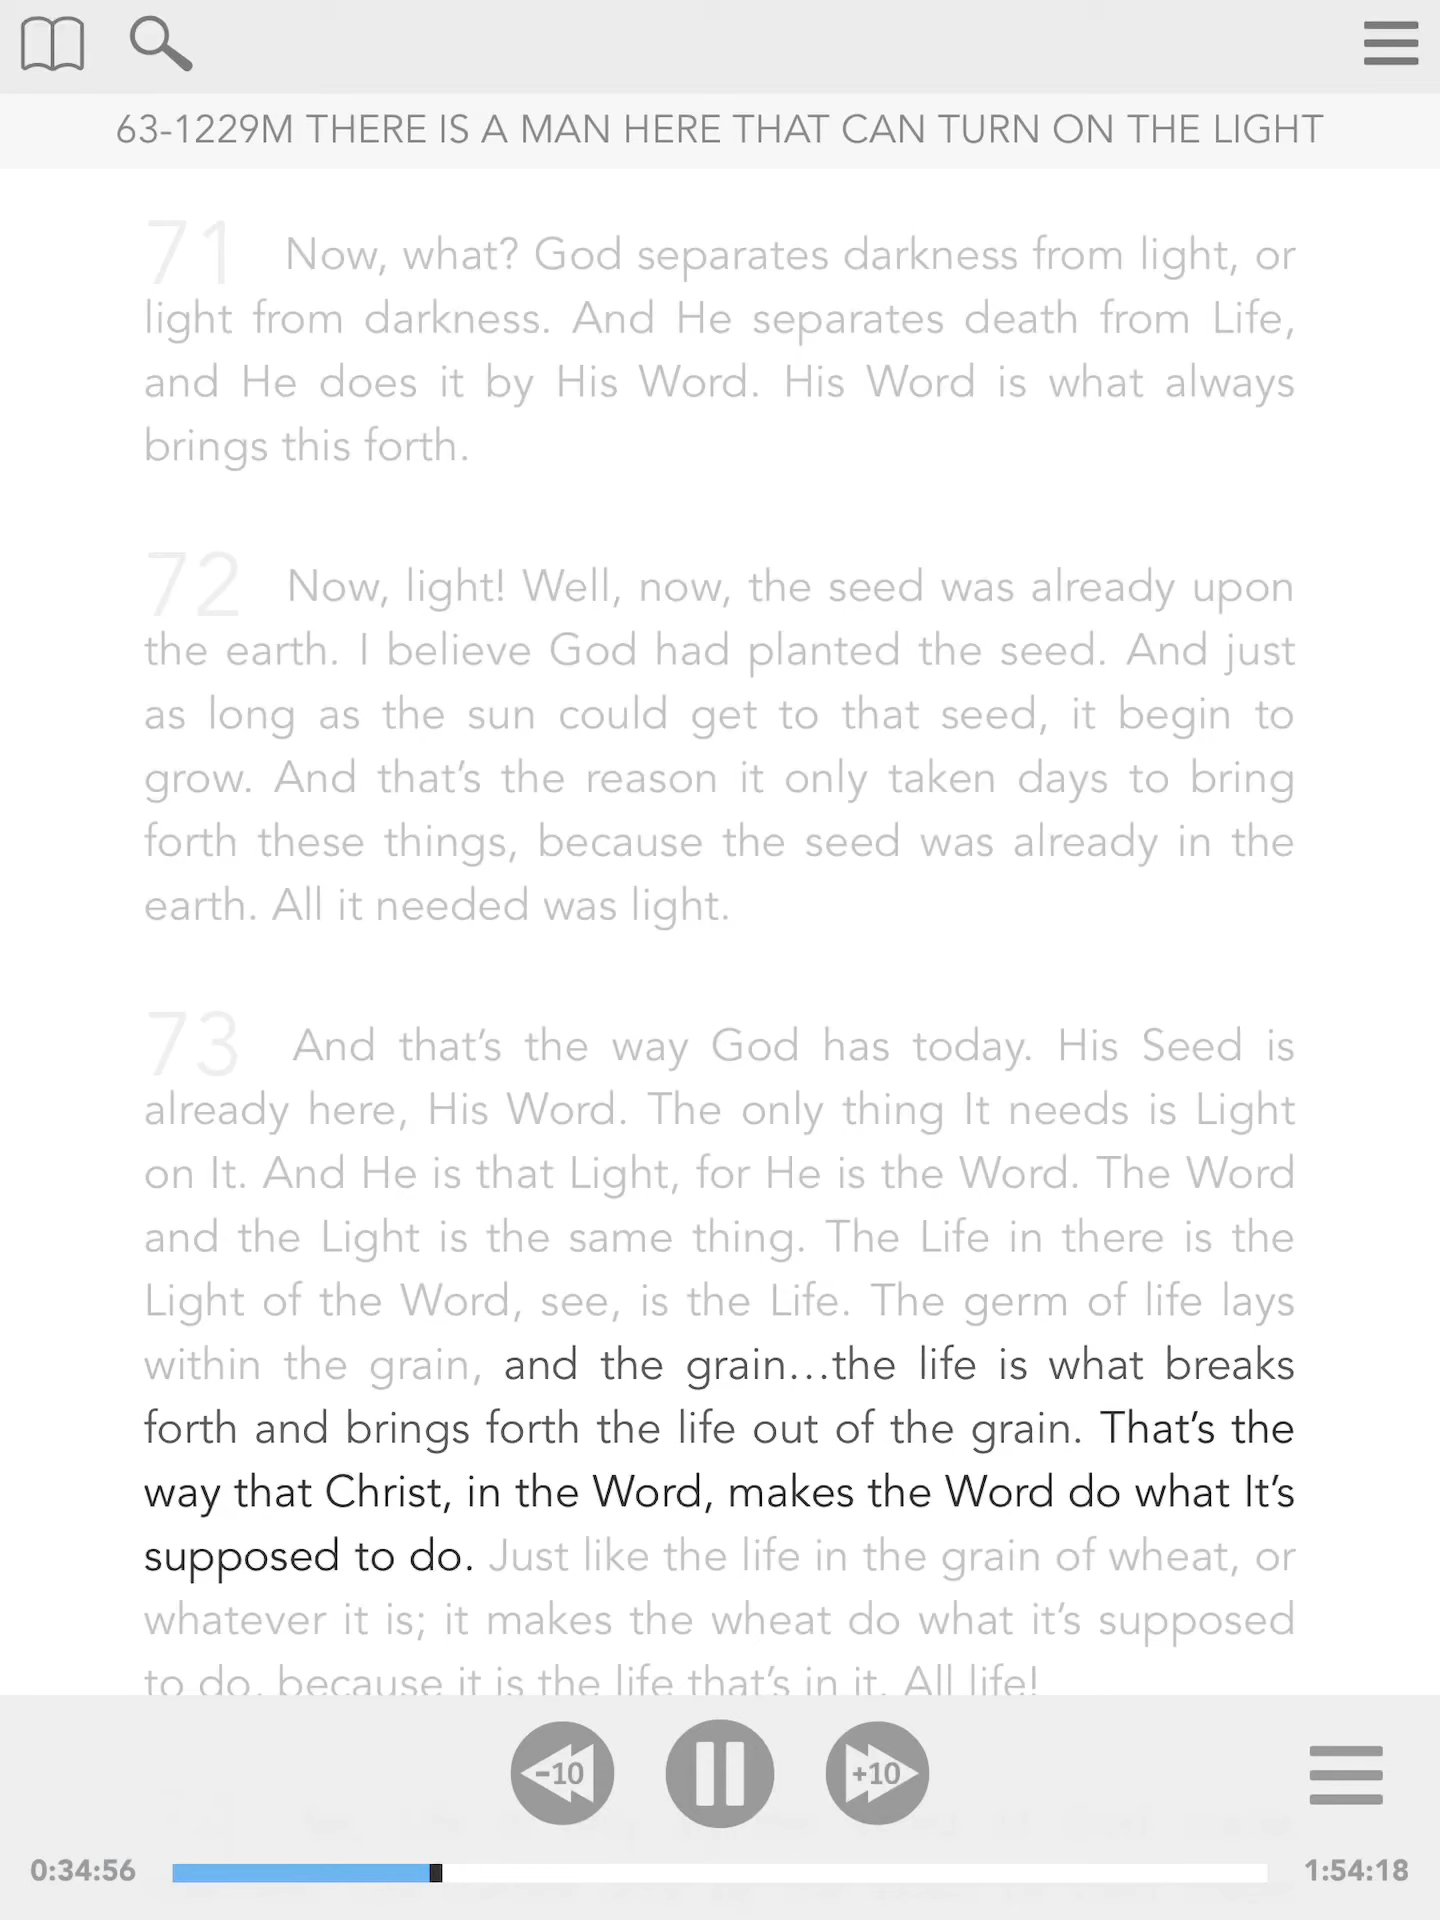 63-1229M THERE IS A MAN HERE THAT CAN TURN ON THE LIGHT
71 Now, what? God separates darkness from light, or
light from darkness. And He separates death from Life,
and He does it by His Word. His Word is what always
brings this forth.
72 Now, light! Well, now, the seed was already upon
the earth. I believe God had planted the seed. And just
as long as the sun could get to that seed, it begin to
grow. And that’s the reason it only taken days to bring
forth these things, because the seed was already in the
earth. All it needed was light.
73 And that’s the way God has today. His Seed is
already here, His Word. The only thing It needs is Light
on It. And He is that Light, for He is the Word. The Word
and the Light is the same thing. The Life in there is the
Light of the Word, see, is the Life. The germ of life lays
within the grain, and the grain…the life is what breaks
forth and brings forth the life out of the grain. That’s the
way that Christ, in the Word, makes the Word do what It’s
supposed to do. Just like the life in the grain of wheat, or
whatever it is; it makes the wheat do what it’s supposed
to do, because it is the life that’s in it. All life!
-10 +10
0:34:56 1:54:18